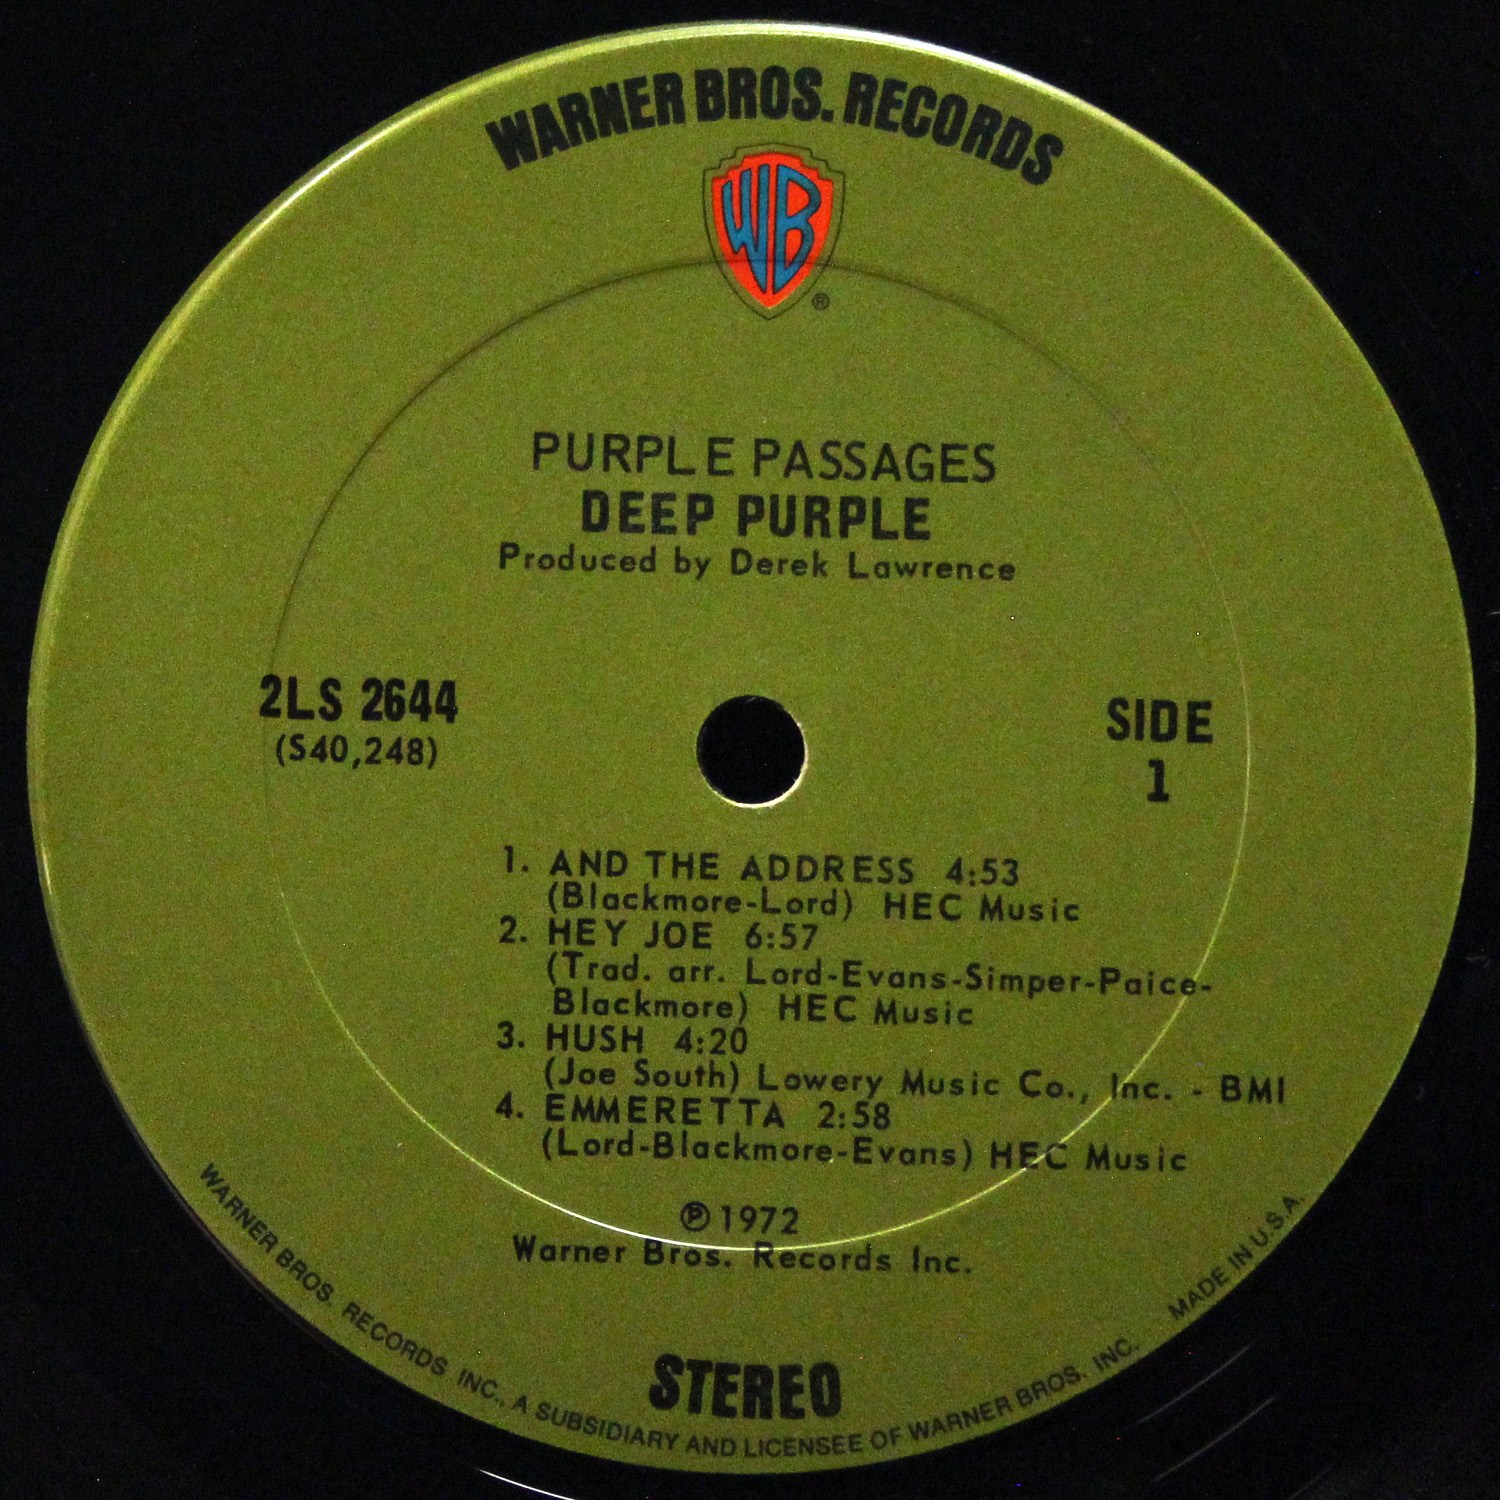 WARNER BROS. RECORDS
WB
®
PURPLE PASSAGES
DEEP PURPLE
Produced by Derek Lawrence
2LS 2644
(S40,248)
SIDE
1
1. AND THE ADDRESS 4:53
(Blackmore-Lord) HEC Music
2. HEY JOE 6:57
(Trad. arr. Lord-Evans-Simper-Paice-
Blackmore) HEC Music
3. HUSH 4:20
(Joe South) Lowery Music Co., Inc. - BMI
4. EMMERETTA 2:58
(Lord-Blackmore-Evans) HEC Music
℗ 1972
Warner Bros. Records Inc.
STEREO
WARNER BROS. RECORDS INC., A SUBSIDIARY AND LICENSEE OF WARNER BROS. INC. MADE IN U.S.A.